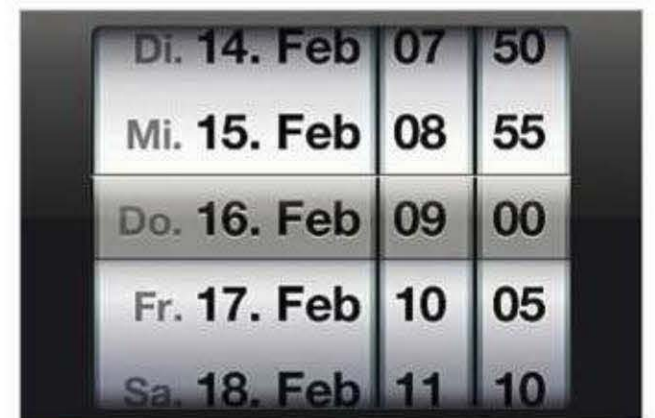 Di. 14. Feb 07 50
Mi. 15. Feb 08 55
Do. 16. Feb 09 00
Fr. 17. Feb 10 05
Sa. 18. Feb 11 10